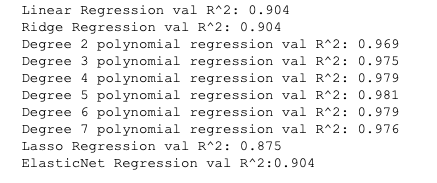 Linear Regression val R^2: 0.904
Ridge Regression val R^2: 0.904
Degree 2 polynomial regression val R^2: 0.969
Degree 3 polynomial regression val R^2: 0.975
Degree 4 polynomial regression val R^2: 0.979
Degree 5 polynomial regression val R^2: 0.981
Degree 6 polynomial regression val R^2: 0.979
Degree 7 polynomial regression val R^2: 0.976
Lasso Regression val R^2: 0.875
ElasticNet Regression val R^2:0.904